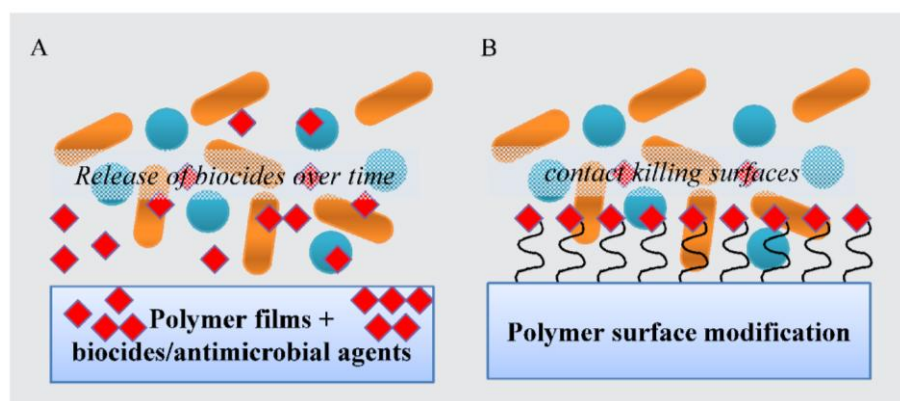 A
B
Release of biocides over time
contact killing surfaces
Polymer films +
biocides/antimicrobial agents
Polymer surface modification